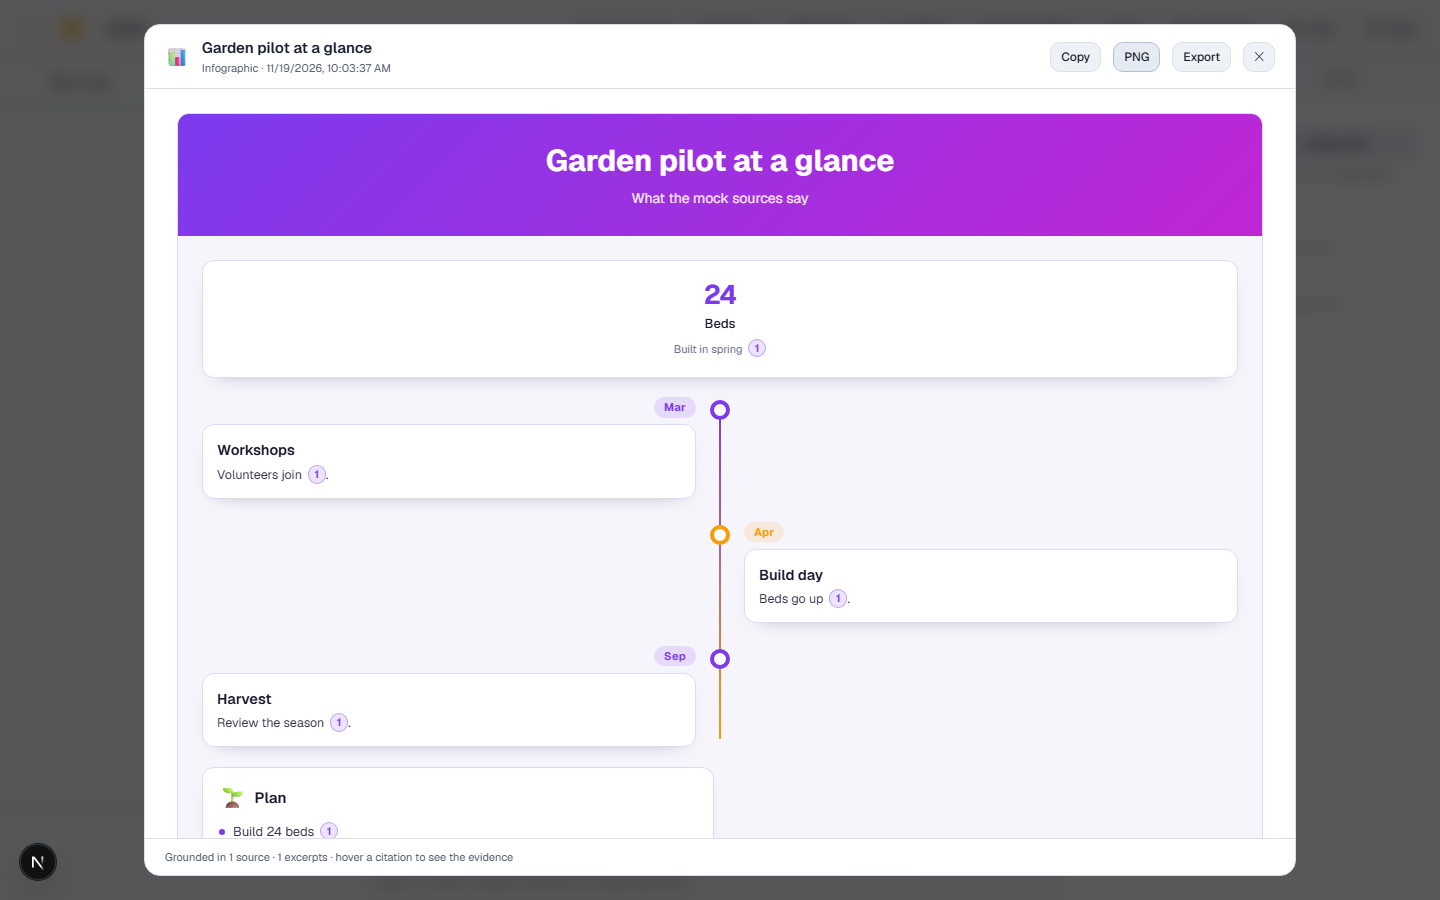 Garden pilot at a glance
Infographic · 11/19/2026, 10:03:37 AM
Copy
PNG
Export
Garden pilot at a glance
What the mock sources say
24
Beds
Built in spring 1
Mar
Workshops
Volunteers join 1.
Apr
Build day
Beds go up 1.
Sep
Harvest
Review the season 1.
Plan
Build 24 beds 1
Grounded in 1 source · 1 excerpts · hover a citation to see the evidence
N